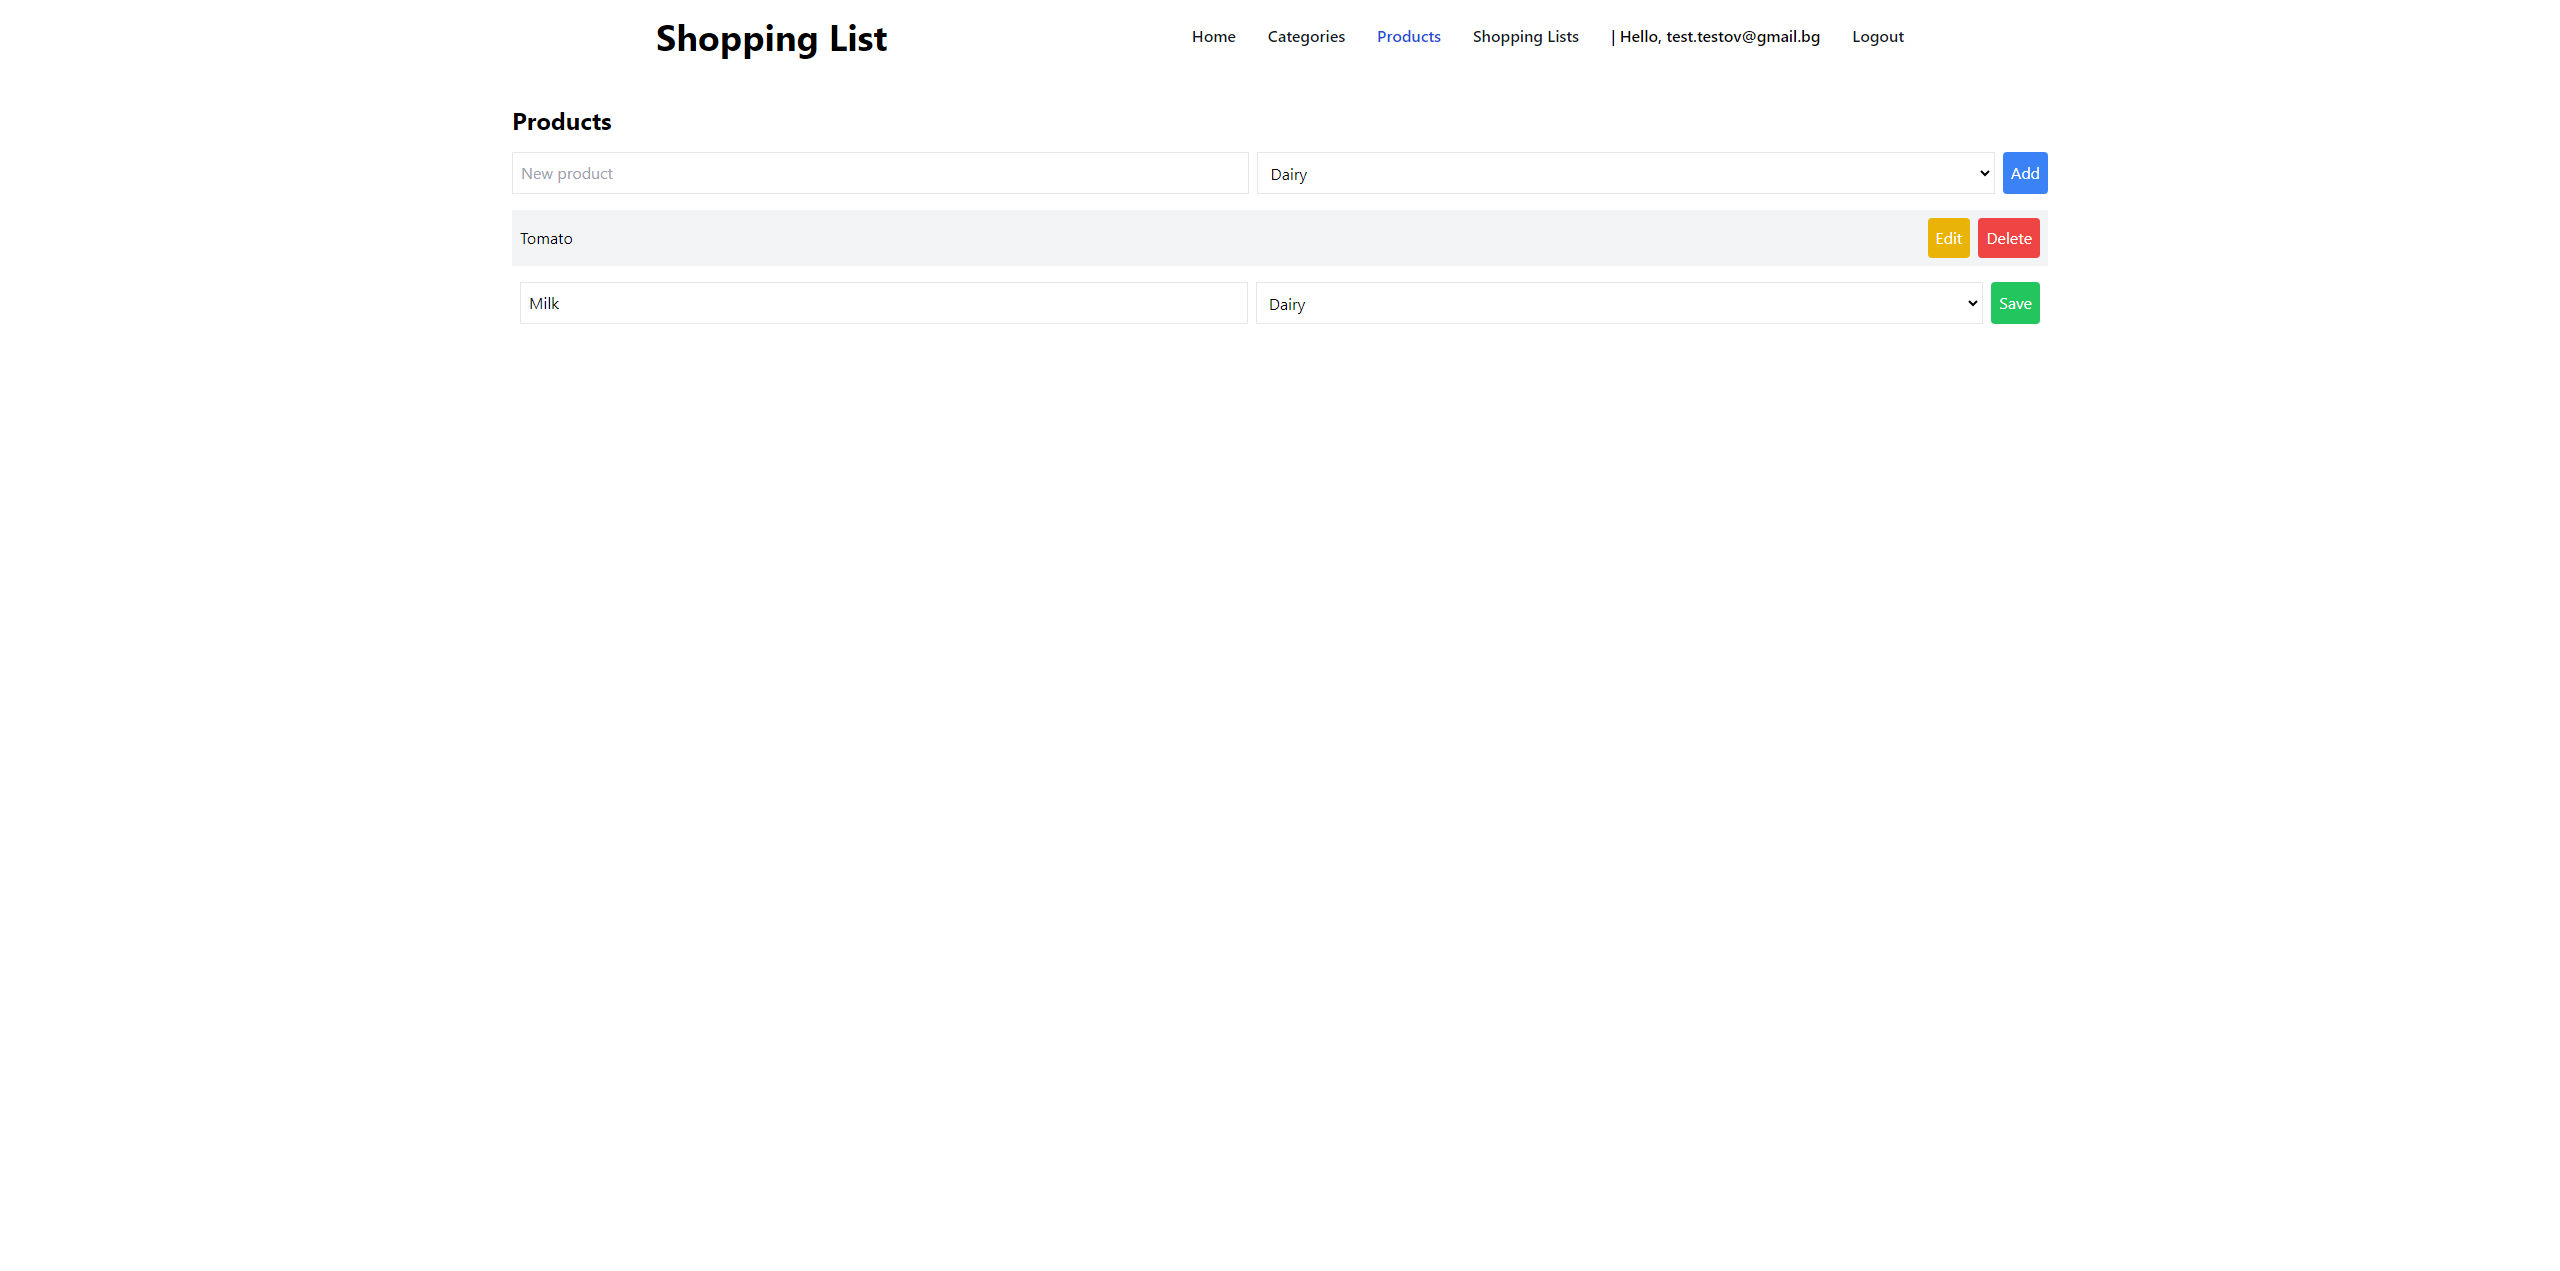 Shopping List Home Categories Products Shopping Lists | Hello, test.testov@gmail.bg Logout
Products
New product Dairy Add
Tomato Edit Delete
Milk Dairy Save